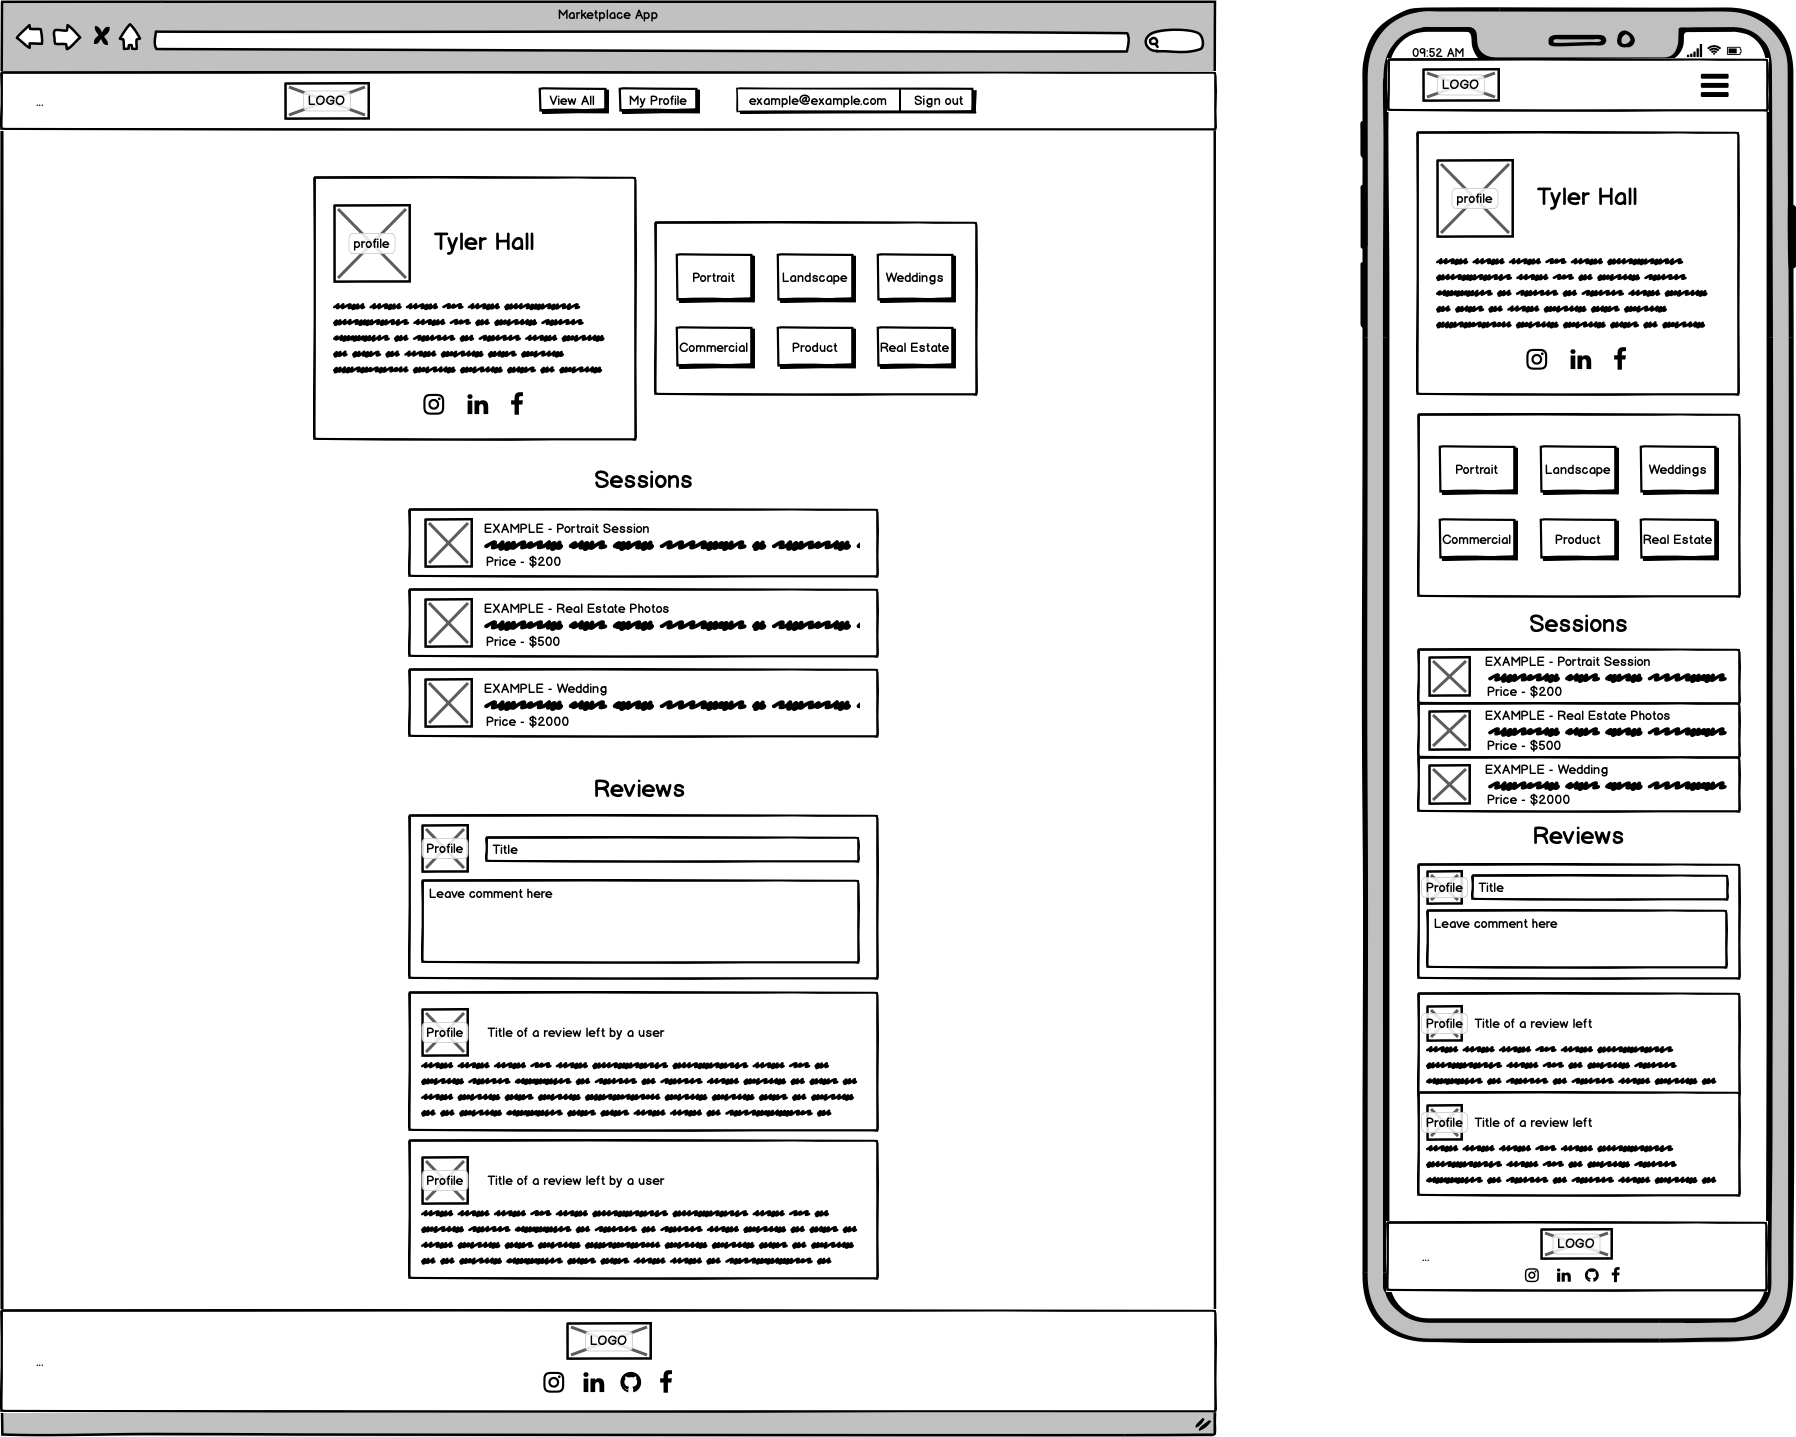 Marketplace App
...
LOGO
View All
My Profile
example@example.com
Sign out
profile
Tyler Hall
Portrait
Landscape
Weddings
Commercial
Product
Real Estate
Sessions
EXAMPLE - Portrait Session
Price - $200
EXAMPLE - Real Estate Photos
Price - $500
EXAMPLE - Wedding
Price - $2000
Reviews
Profile
Title
Leave comment here
Profile
Title of a review left by a user
Profile
Title of a review left by a user
...
LOGO
09:52 AM
LOGO
profile
Tyler Hall
Portrait
Landscape
Weddings
Commercial
Product
Real Estate
Sessions
EXAMPLE - Portrait Session
Price - $200
EXAMPLE - Real Estate Photos
Price - $500
EXAMPLE - Wedding
Price - $2000
Reviews
Profile
Title
Leave comment here
Profile
Title of a review left
Profile
Title of a review left
...
LOGO